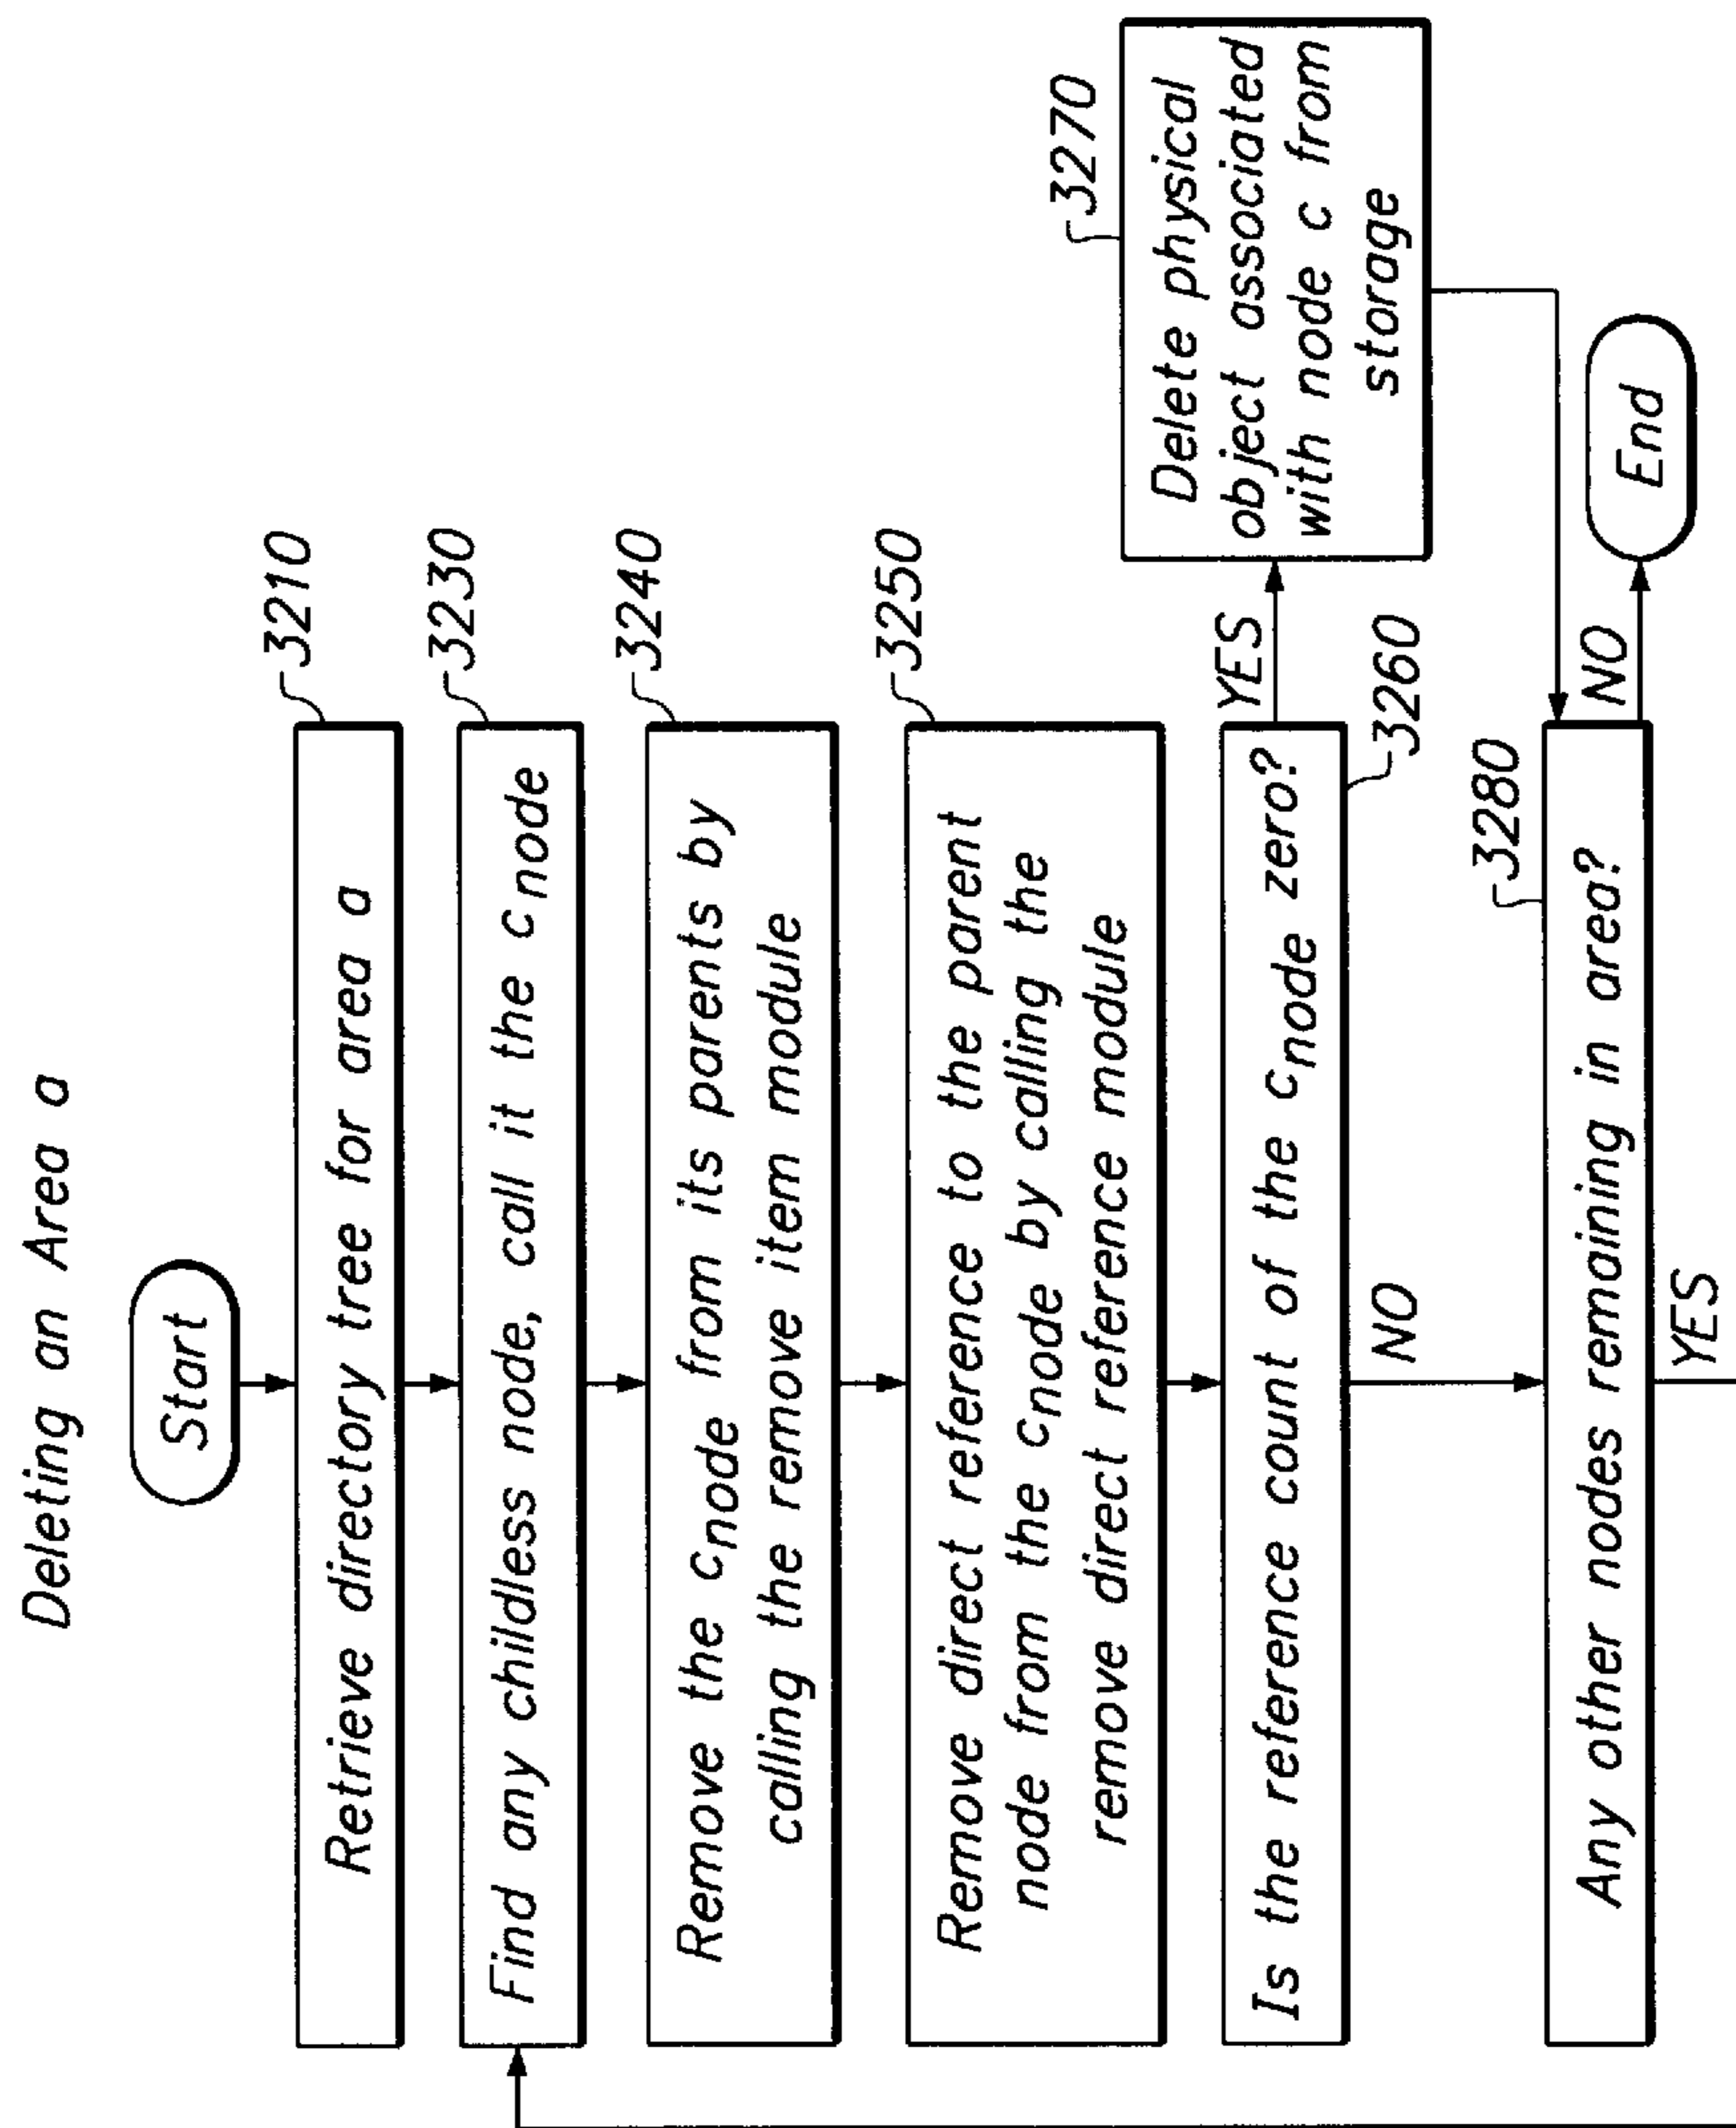 Deleting an Area a
Start
3210
Retrieve directory tree for area a
3230
Find any childless node, call it the cnode
3240
Remove the cnode from its parents by
calling the remove item module
3250
Remove direct reference to the parent
node from the cnode by calling the
remove direct reference module
Is the reference count of the cnode zero?
3260
YES
NO
3270
Delete physical
object associated
with node c from
storage
3280
Any other nodes remaining in area?
NO
End
YES